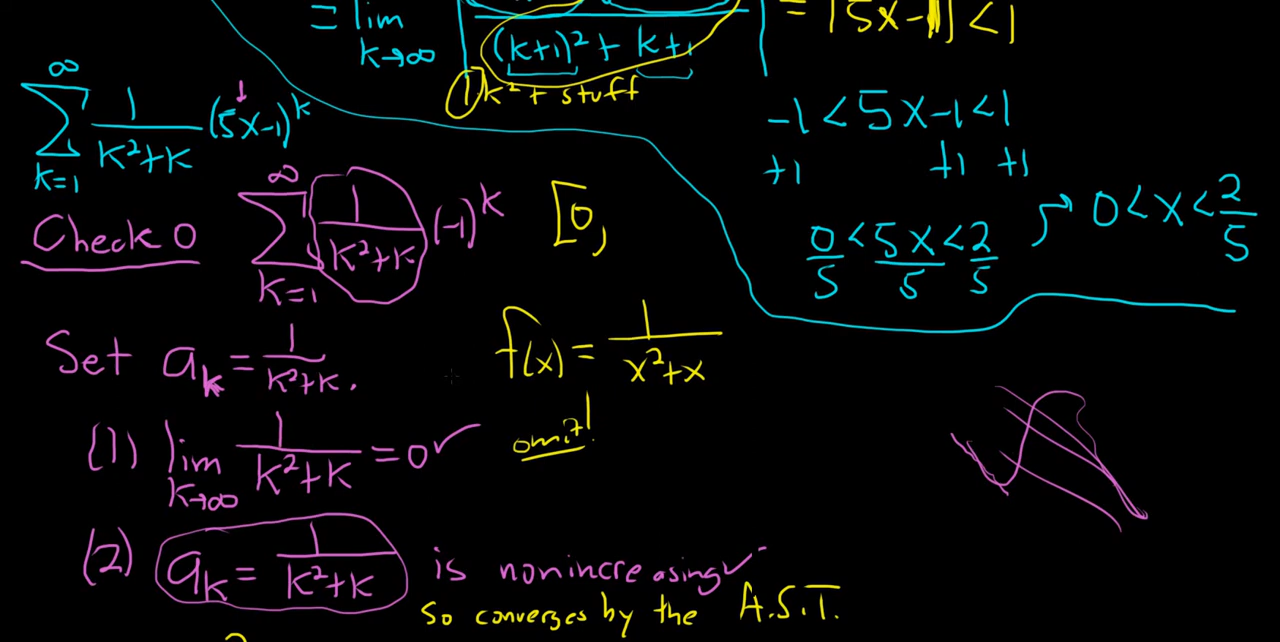 = lim k→∞ | / (k+1)² + k+1 | = |5x-1| < 1
1k² + stuff
∞ Σ k=1 1/(k²+k) (5x-1)^k
-1 < 5x-1 < 1
+1 +1 +1
0/5 < 5x/5 < 2/5
0 < x < 2/5
Check 0 ∞ Σ k=1 1/(k²+k) (-1)^k [0,
Set a_k = 1/(k²+k). f(x) = 1/(x²+x)
omit!
(1) lim k→∞ 1/(k²+k) = 0 ✓
(2) a_k = 1/(k²+k) is nonincreasing ✓
So converges by the A.S.T.